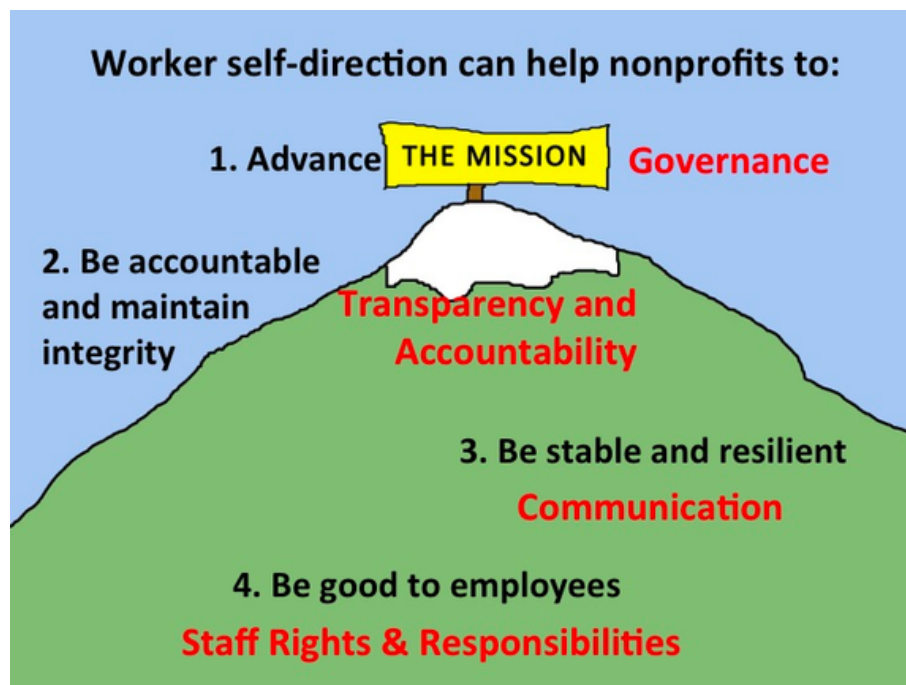 Worker self-direction can help nonprofits to:
1. Advance THE MISSION Governance
2. Be accountable
and maintain
integrity
Transparency and
Accountability
3. Be stable and resilient
Communication
4. Be good to employees
Staff Rights & Responsibilities